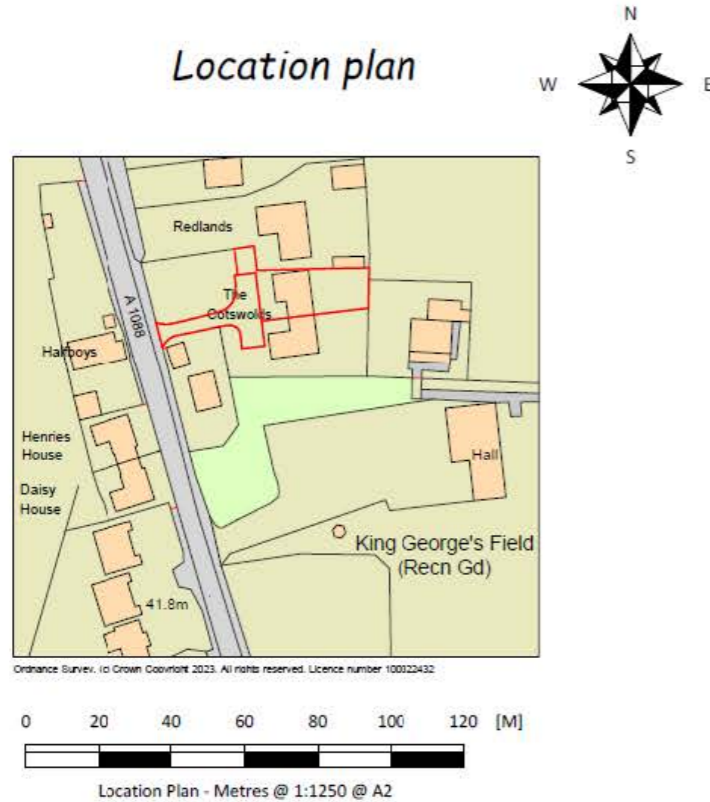 Location plan
N
W
E
S
Redlands
The
Cotswolds
A 1088
Halfboys
Henries
House
Daisy
House
Hall
King George's Field
(Recn Gd)
41.8m
Ordnance Survey, (c) Crown Copyright 2023. All rights reserved. Licence number 100022432
0 20 40 60 80 100 120 [M]
Location Plan - Metres @ 1:1250 @ A2